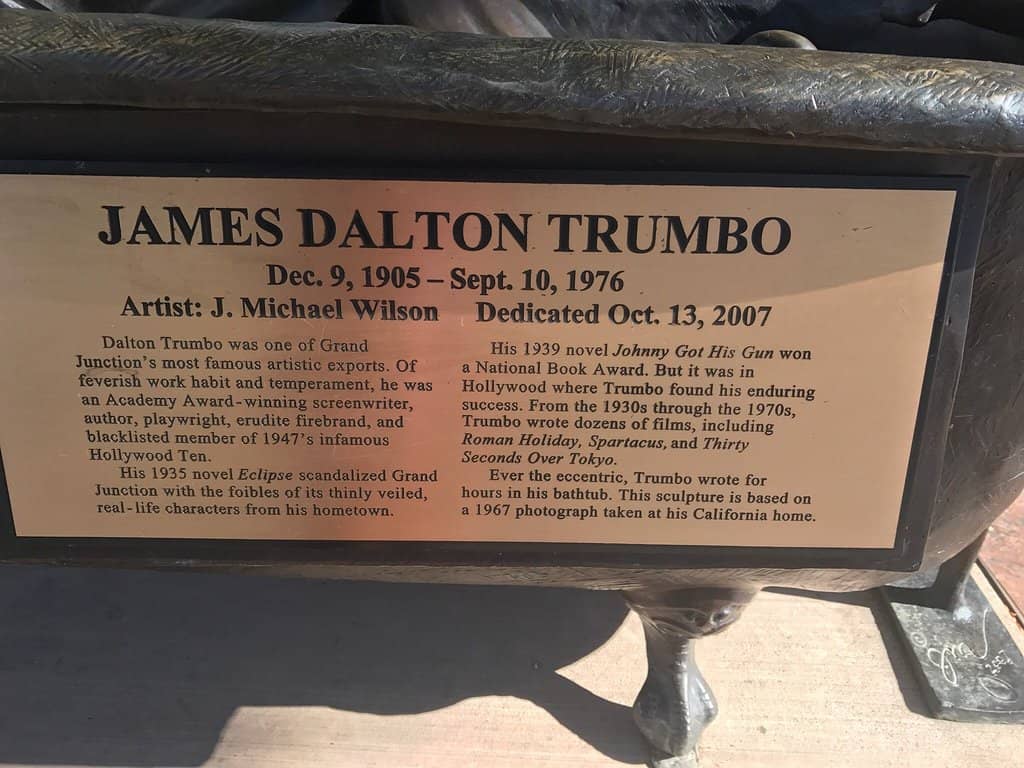 JAMES DALTON TRUMBO
Dec. 9, 1905 – Sept. 10, 1976
Artist: J. Michael Wilson Dedicated Oct. 13, 2007
Dalton Trumbo was one of Grand
Junction's most famous artistic exports. Of
feverish work habit and temperament, he was
an Academy Award-winning screenwriter,
author, playwright, erudite firebrand, and
blacklisted member of 1947's infamous
Hollywood Ten.
His 1935 novel Eclipse scandalized Grand
Junction with the foibles of its thinly veiled,
real-life characters from his hometown.
His 1939 novel Johnny Got His Gun won
a National Book Award. But it was in
Hollywood where Trumbo found his enduring
success. From the 1930s through the 1970s,
Trumbo wrote dozens of films, including
Roman Holiday, Spartacus, and Thirty
Seconds Over Tokyo.
Ever the eccentric, Trumbo wrote for
hours in his bathtub. This sculpture is based on
a 1967 photograph taken at his California home.